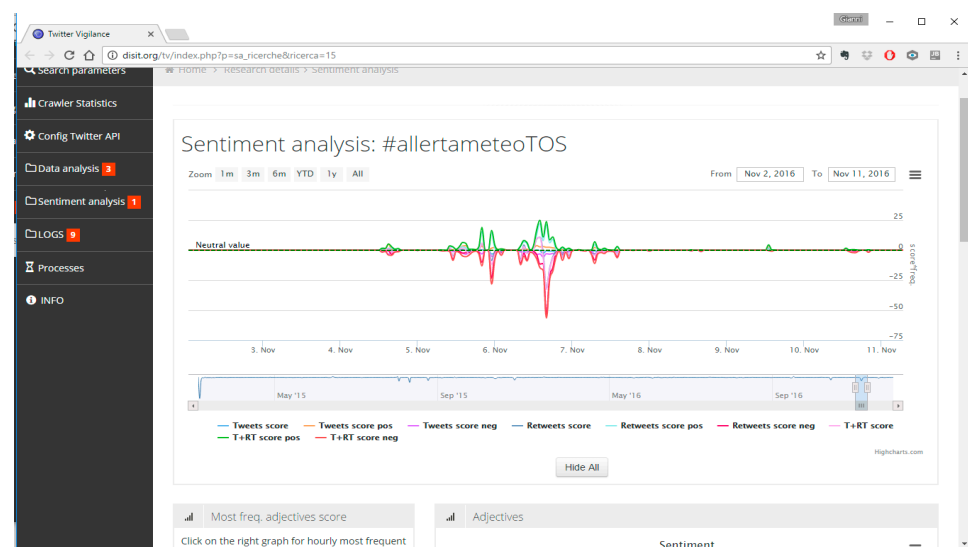 Gianni
Twitter Vigilance
disit.org/tv/index.php?p=sa_ricerche&ricerca=15
Search parameters
Crawler Statistics
Config Twitter API
Data analysis 3
Sentiment analysis 1
LOGS 9
Processes
INFO
Home > Research details > Sentiment analysis
Sentiment analysis: #allertameteoTOS
Zoom 1m 3m 6m YTD 1y All
From Nov 2, 2016 To Nov 11, 2016
25
Neutral value
0
-25
-50
-75
score*freq.
3. Nov 4. Nov 5. Nov 6. Nov 7. Nov 8. Nov 9. Nov 10. Nov 11. Nov
May '15 Sep '15 May '16 Sep '16
Tweets score Tweets score pos Tweets score neg Retweets score Retweets score pos Retweets score neg T+RT score
T+RT score pos T+RT score neg
Highcharts.com
Hide All
Most freq. adjectives score
Click on the right graph for hourly most frequent
Adjectives
Sentiment